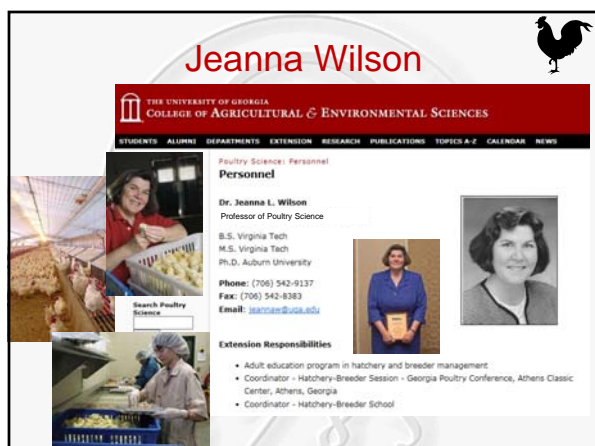 Jeanna Wilson
THE UNIVERSITY OF GEORGIA
COLLEGE OF AGRICULTURAL & ENVIRONMENTAL SCIENCES
STUDENTS ALUMNI DEPARTMENTS EXTENSION RESEARCH PUBLICATIONS TOPICS A-Z CALENDAR NEWS
Poultry Science: Personnel
Personnel
Dr. Jeanna L. Wilson
Professor of Poultry Science
B.S. Virginia Tech
M.S. Virginia Tech
Ph.D. Auburn University
Phone: (706) 542-9137
Fax: (706) 542-8383
Email: jeannaw@uga.edu
Search Poultry
Science
Extension Responsibilities
• Adult education program in hatchery and breeder management
• Coordinator - Hatchery-Breeder Session - Georgia Poultry Conference, Athens Classic
Center, Athens, Georgia
• Coordinator - Hatchery-Breeder School